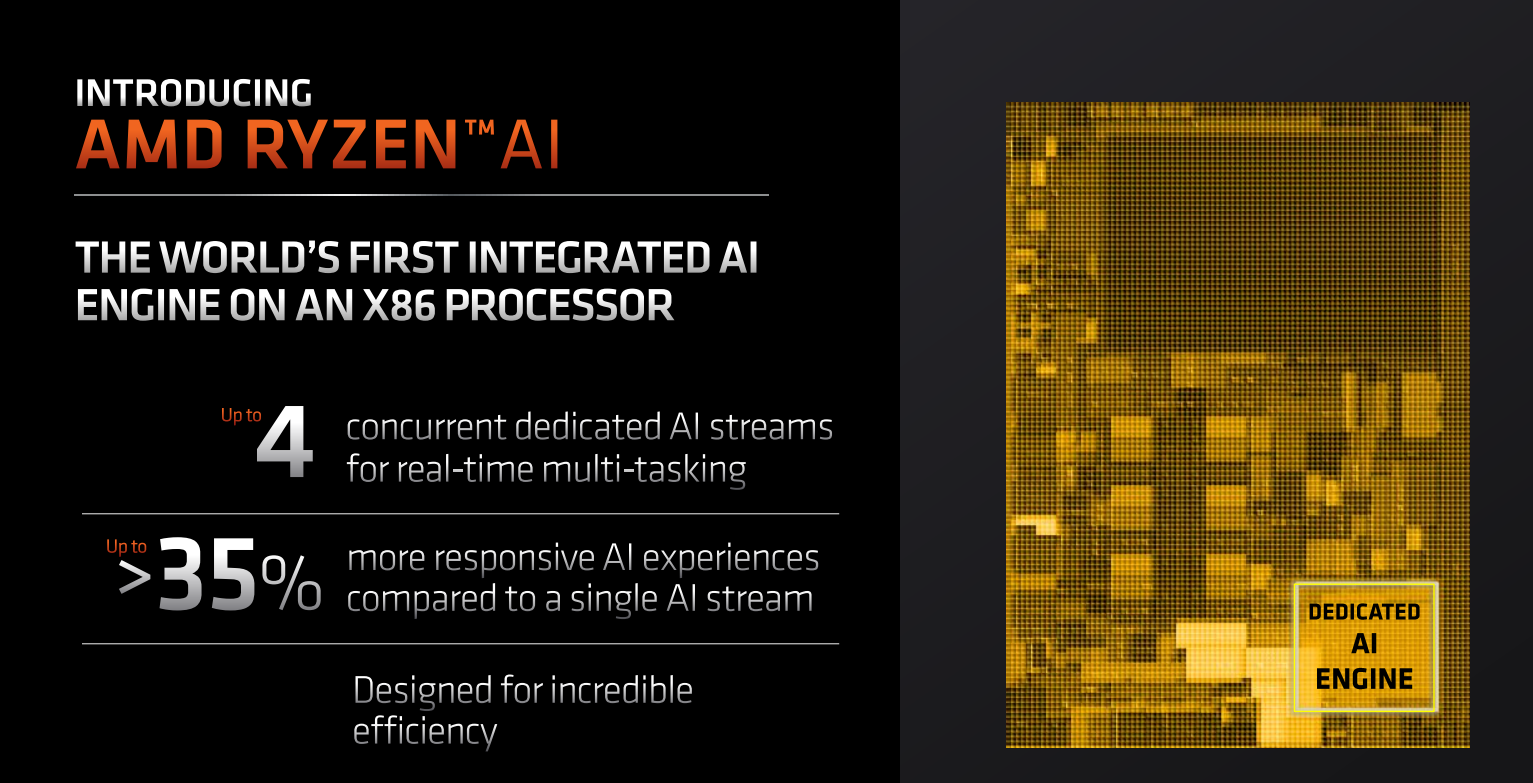 INTRODUCING
AMD RYZEN™ AI
THE WORLD’S FIRST INTEGRATED AI
ENGINE ON AN X86 PROCESSOR
Up to 4
concurrent dedicated AI streams
for real-time multi-tasking
Up to >35%
more responsive AI experiences
compared to a single AI stream
Designed for incredible
efficiency
DEDICATED
AI
ENGINE